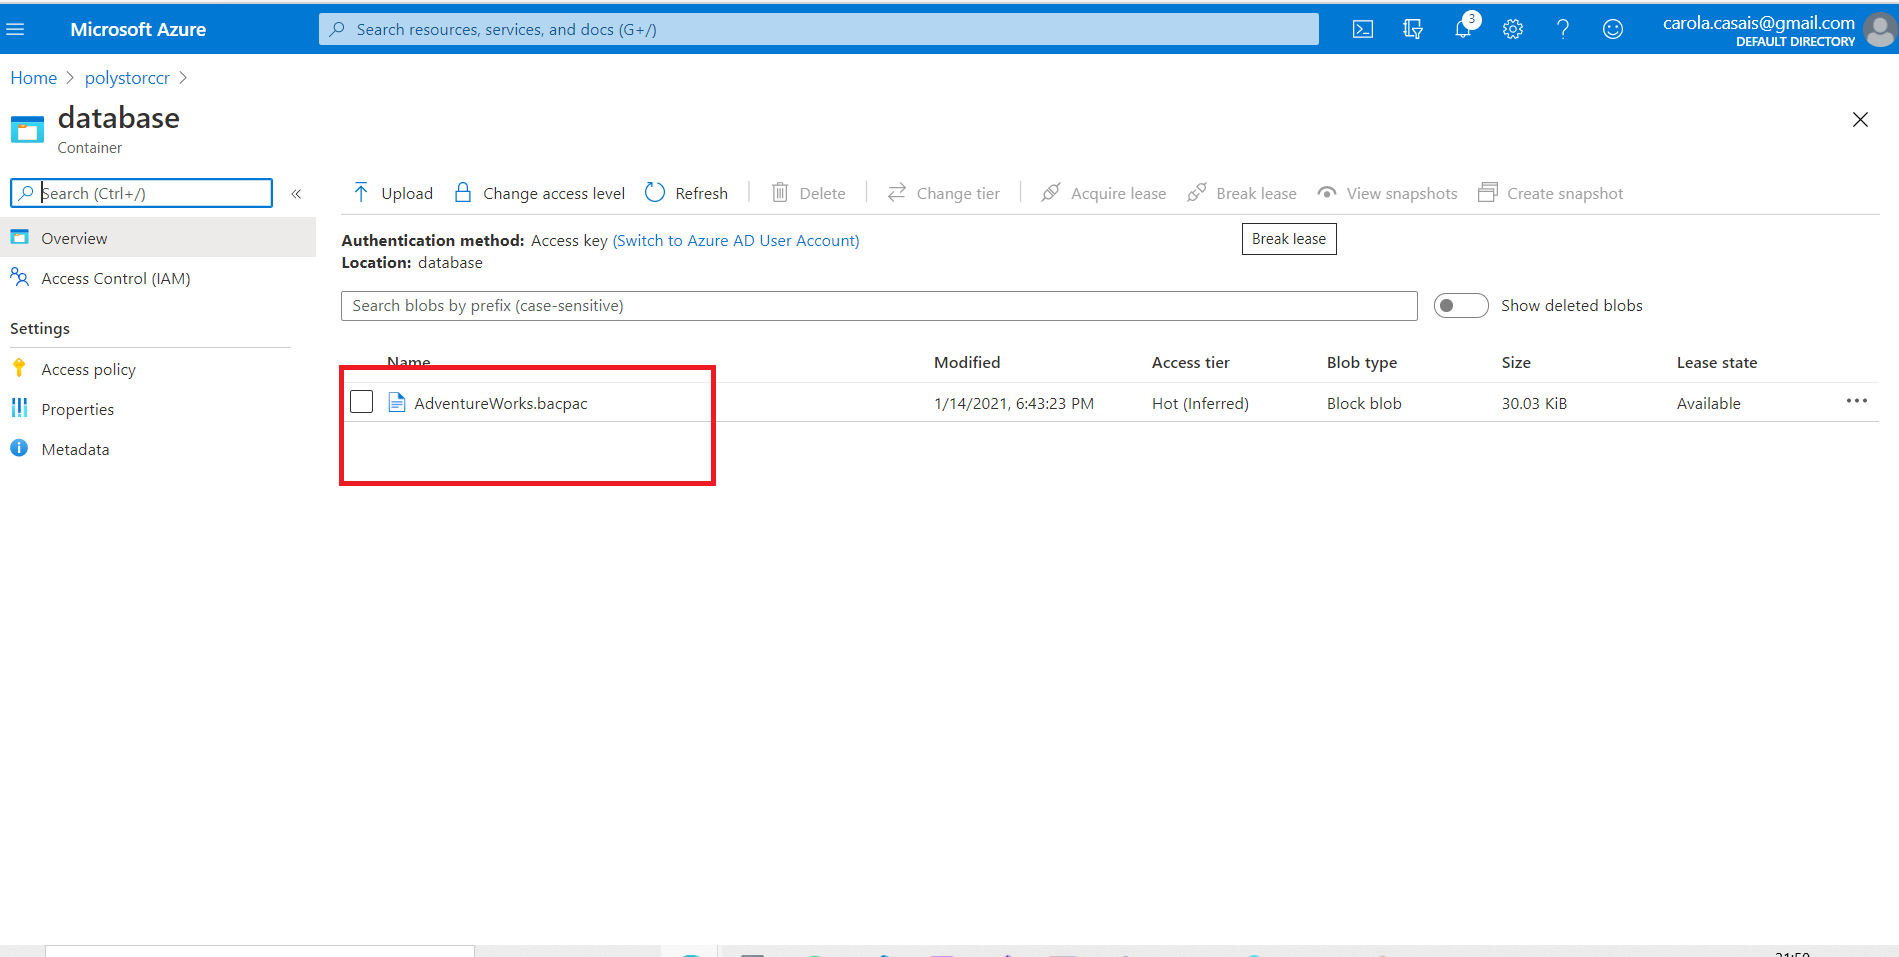 Microsoft Azure
Search resources, services, and docs (G+/)
3
carola.casais@gmail.com
DEFAULT DIRECTORY
Home > polystorccr >
database
Container
Search (Ctrl+/)
«
Upload
Change access level
Refresh
Delete
Change tier
Acquire lease
Break lease
View snapshots
Create snapshot
Overview
Access Control (IAM)
Settings
Access policy
Properties
Metadata
Authentication method: Access key (Switch to Azure AD User Account)
Location: database
Break lease
Search blobs by prefix (case-sensitive)
Show deleted blobs
Name Modified Access tier Blob type Size Lease state
AdventureWorks.bacpac 1/14/2021, 6:43:23 PM Hot (Inferred) Block blob 30.03 KiB Available